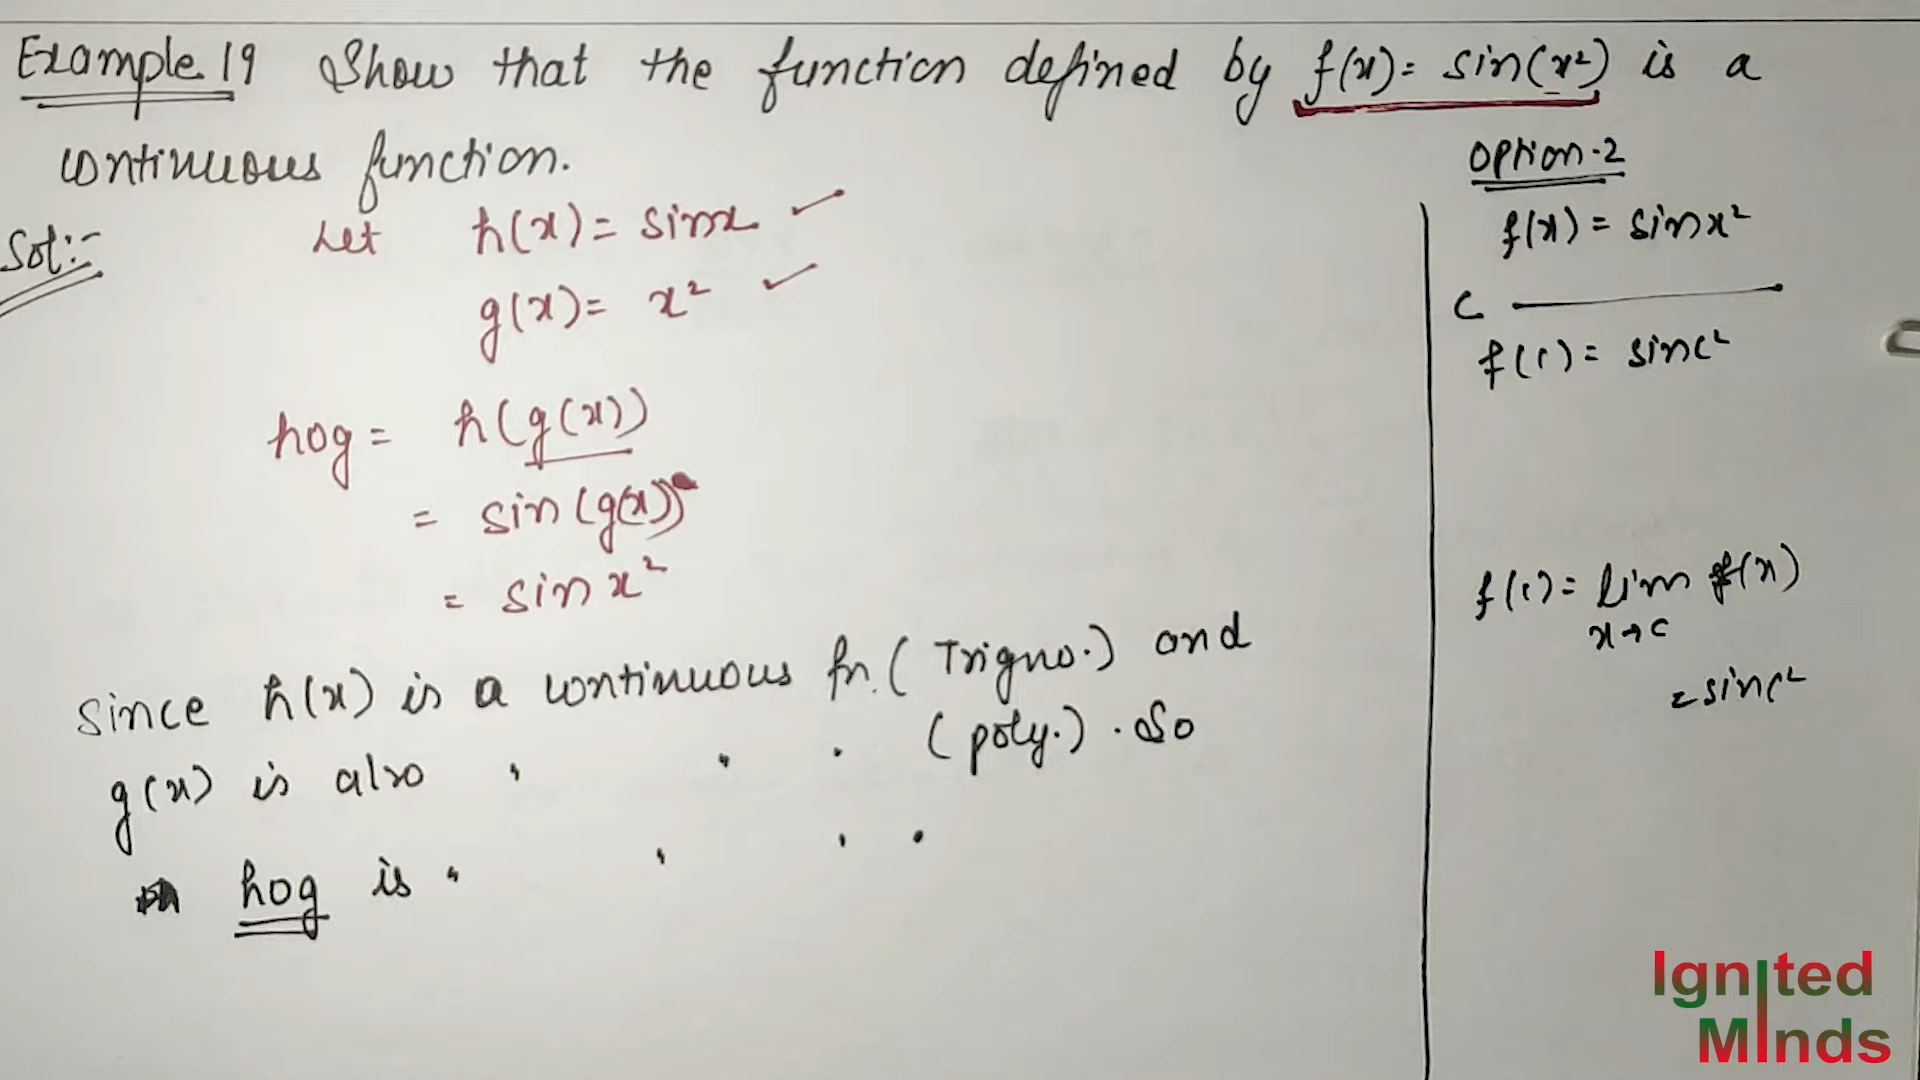 Example 19 Show that the function defined by f(x) = sin(x²) is a
continuous function.
Sol:-
Let h(x) = sinx
g(x) = x²
hog = h(g(x))
= sin(g(x))
= sin x²
Since h(x) is a continuous fn. (Trigno.) and
g(x) is also " " " (poly.). So
hog is " " " "
Option-2
f(x) = sinx²
c
f(c) = sinc²
f(c) = lim f(x)
x→c
= sinc²
Ignited
Minds